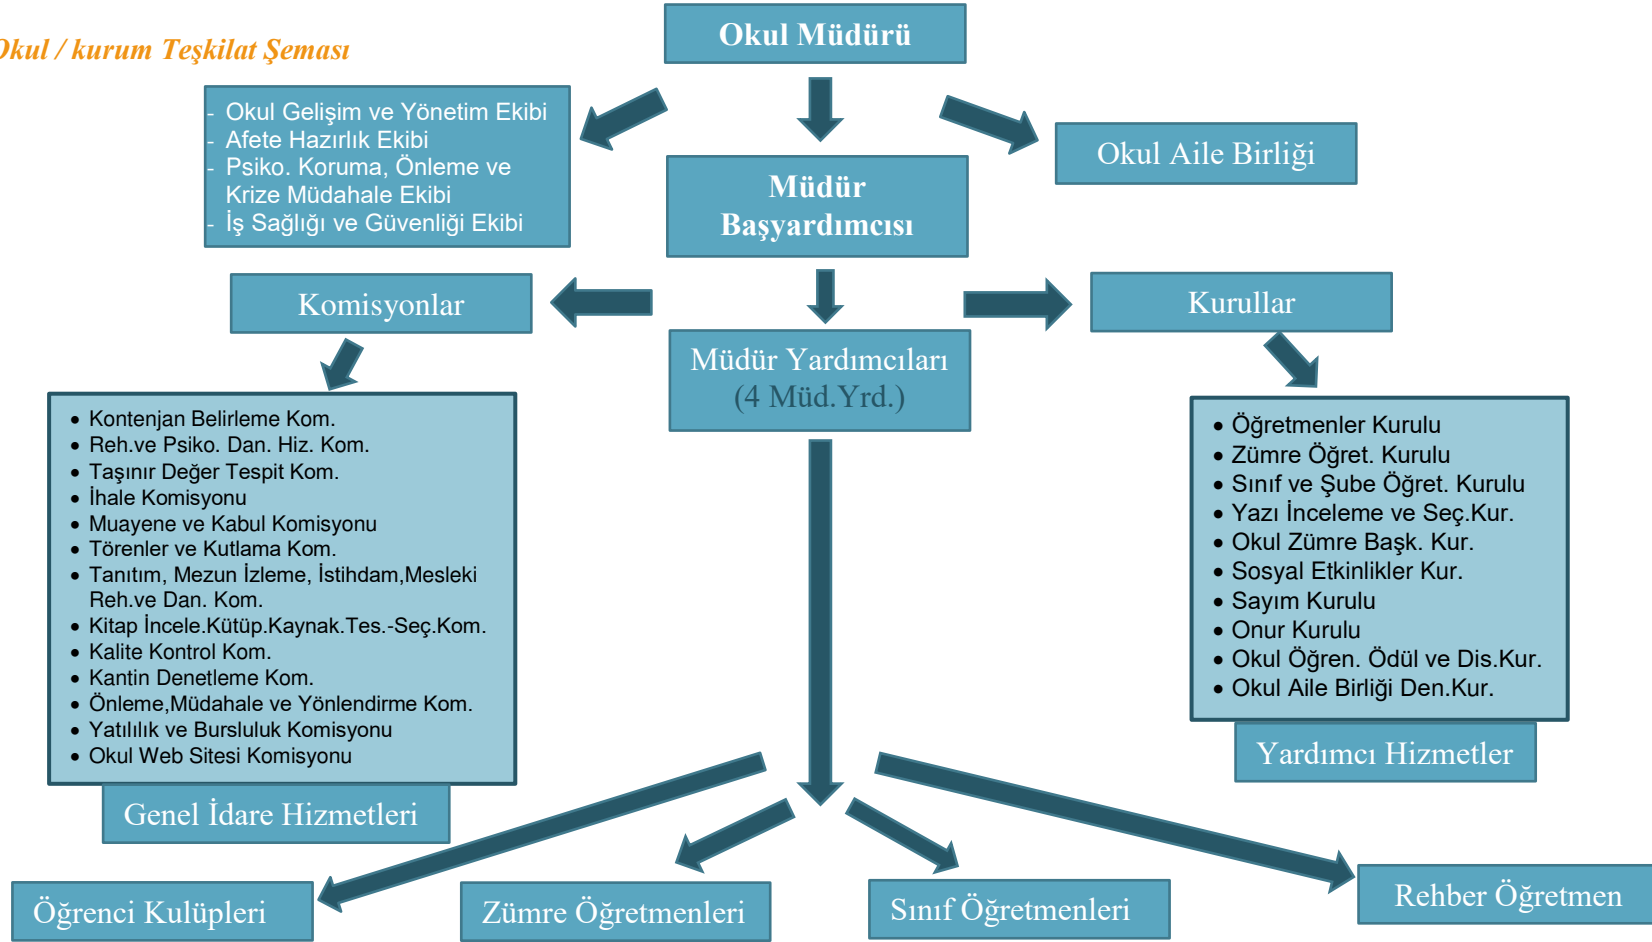 Okul Müdürü
Okul / kurum Teşkilat Şeması
- Okul Gelişim ve Yönetim Ekibi
- Afete Hazırlık Ekibi
- Psiko. Koruma, Önleme ve
Krize Müdahale Ekibi
- İş Sağlığı ve Güvenliği Ekibi
Okul Aile Birliği
Müdür
Başyardımcısı
Komisyonlar
Kurullar
Müdür Yardımcıları
(4 Müd.Yrd.)
• Kontenjan Belirleme Kom.
• Reh.ve Psiko. Dan. Hiz. Kom.
• Taşınır Değer Tespit Kom.
• İhale Komisyonu
• Muayene ve Kabul Komisyonu
• Törenler ve Kutlama Kom.
• Tanıtım, Mezun İzleme, İstihdam,Mesleki
Reh.ve Dan. Kom.
• Kitap İncele.Kütüp.Kaynak.Tes.-Seç.Kom.
• Kalite Kontrol Kom.
• Kantin Denetleme Kom.
• Önleme,Müdahale ve Yönlendirme Kom.
• Yatılılık ve Bursluluk Komisyonu
• Okul Web Sitesi Komisyonu
• Öğretmenler Kurulu
• Zümre Öğret. Kurulu
• Sınıf ve Şube Öğret. Kurulu
• Yazı İnceleme ve Seç.Kur.
• Okul Zümre Başk. Kur.
• Sosyal Etkinlikler Kur.
• Sayım Kurulu
• Onur Kurulu
• Okul Öğren. Ödül ve Dis.Kur.
• Okul Aile Birliği Den.Kur.
Yardımcı Hizmetler
Genel İdare Hizmetleri
Öğrenci Kulüpleri
Zümre Öğretmenleri
Sınıf Öğretmenleri
Rehber Öğretmen